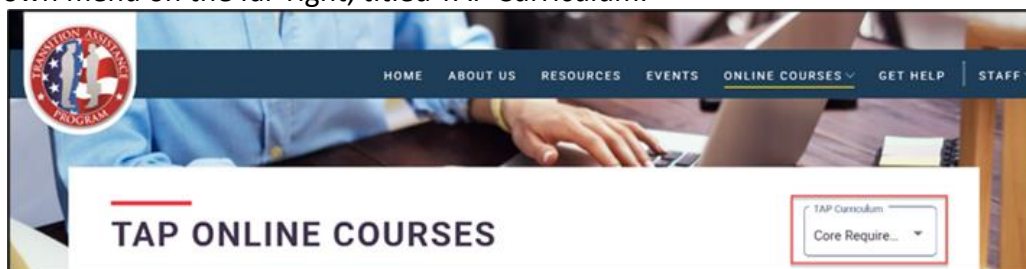 own menu on the far right, titled TAP Curriculum.
TRANSITION ASSISTANCE
PROGRAM
HOME ABOUT US RESOURCES EVENTS ONLINE COURSES GET HELP STAFF
TAP ONLINE COURSES
TAP Curriculum
Core Require...